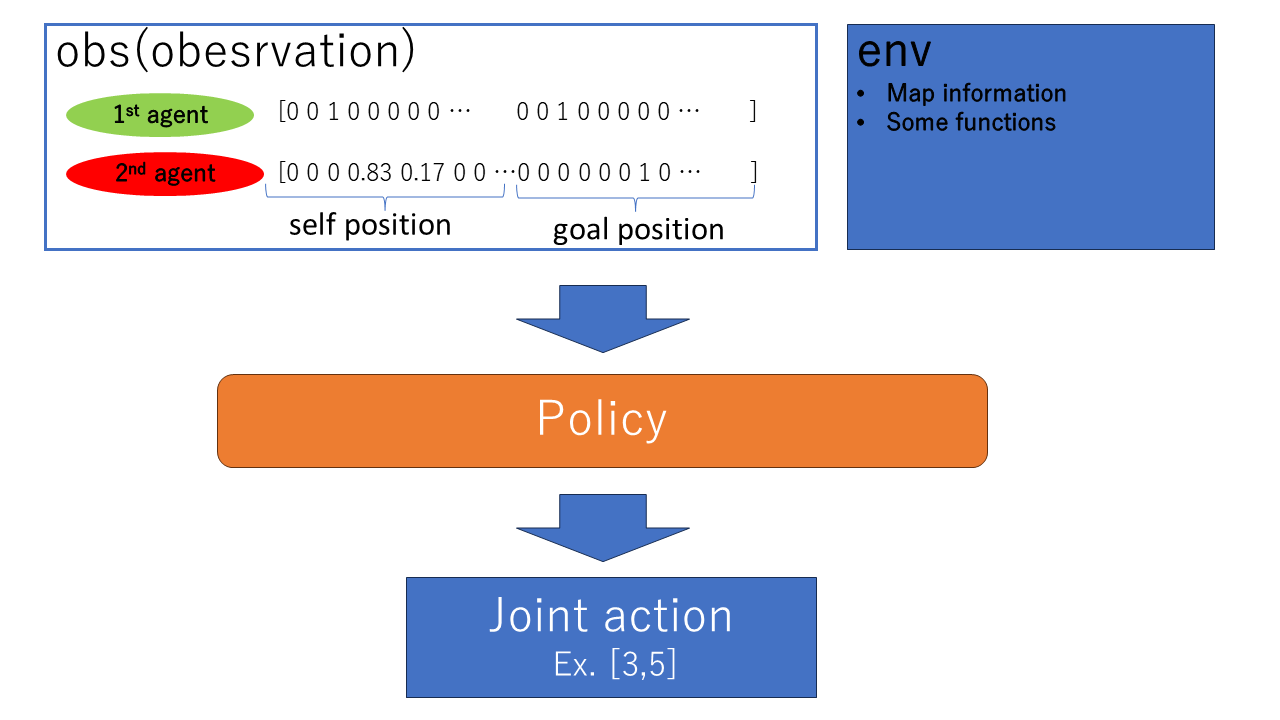 obs(obesrvation)
1st agent [0 0 1 0 0 0 0 0 … 0 0 1 0 0 0 0 0 … ]
2nd agent [0 0 0 0.83 0.17 0 0 …0 0 0 0 0 0 1 0 … ]
self position goal position
env
• Map information
• Some functions
Policy
Joint action
Ex. [3,5]